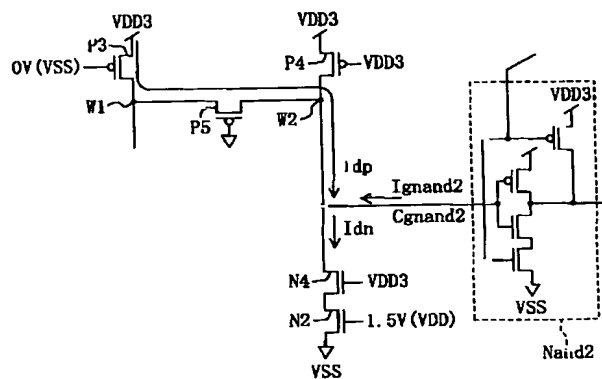 VDD3
VDD3
P3
P4
VDD3
0V(VSS)
VDD3
W1
P5
W2
Idp
Ignand2
Cgnand2
Idn
N4
VDD3
N2
1.5V(VDD)
VSS
VSS
Nand2